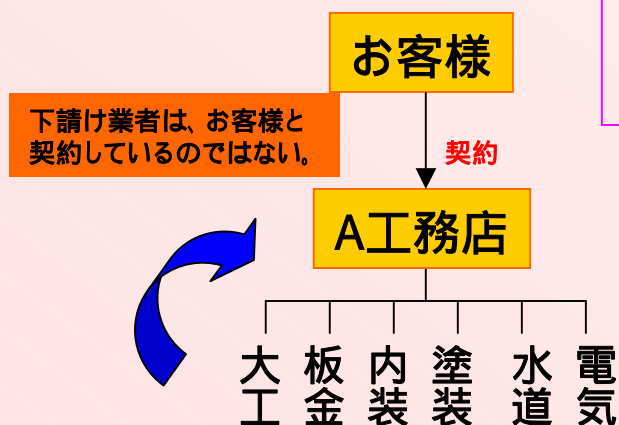 お客様
下請け業者は、お客様と
契約しているのではない。
契約
A工務店
大工
板金
内装
塗装
水道
電気